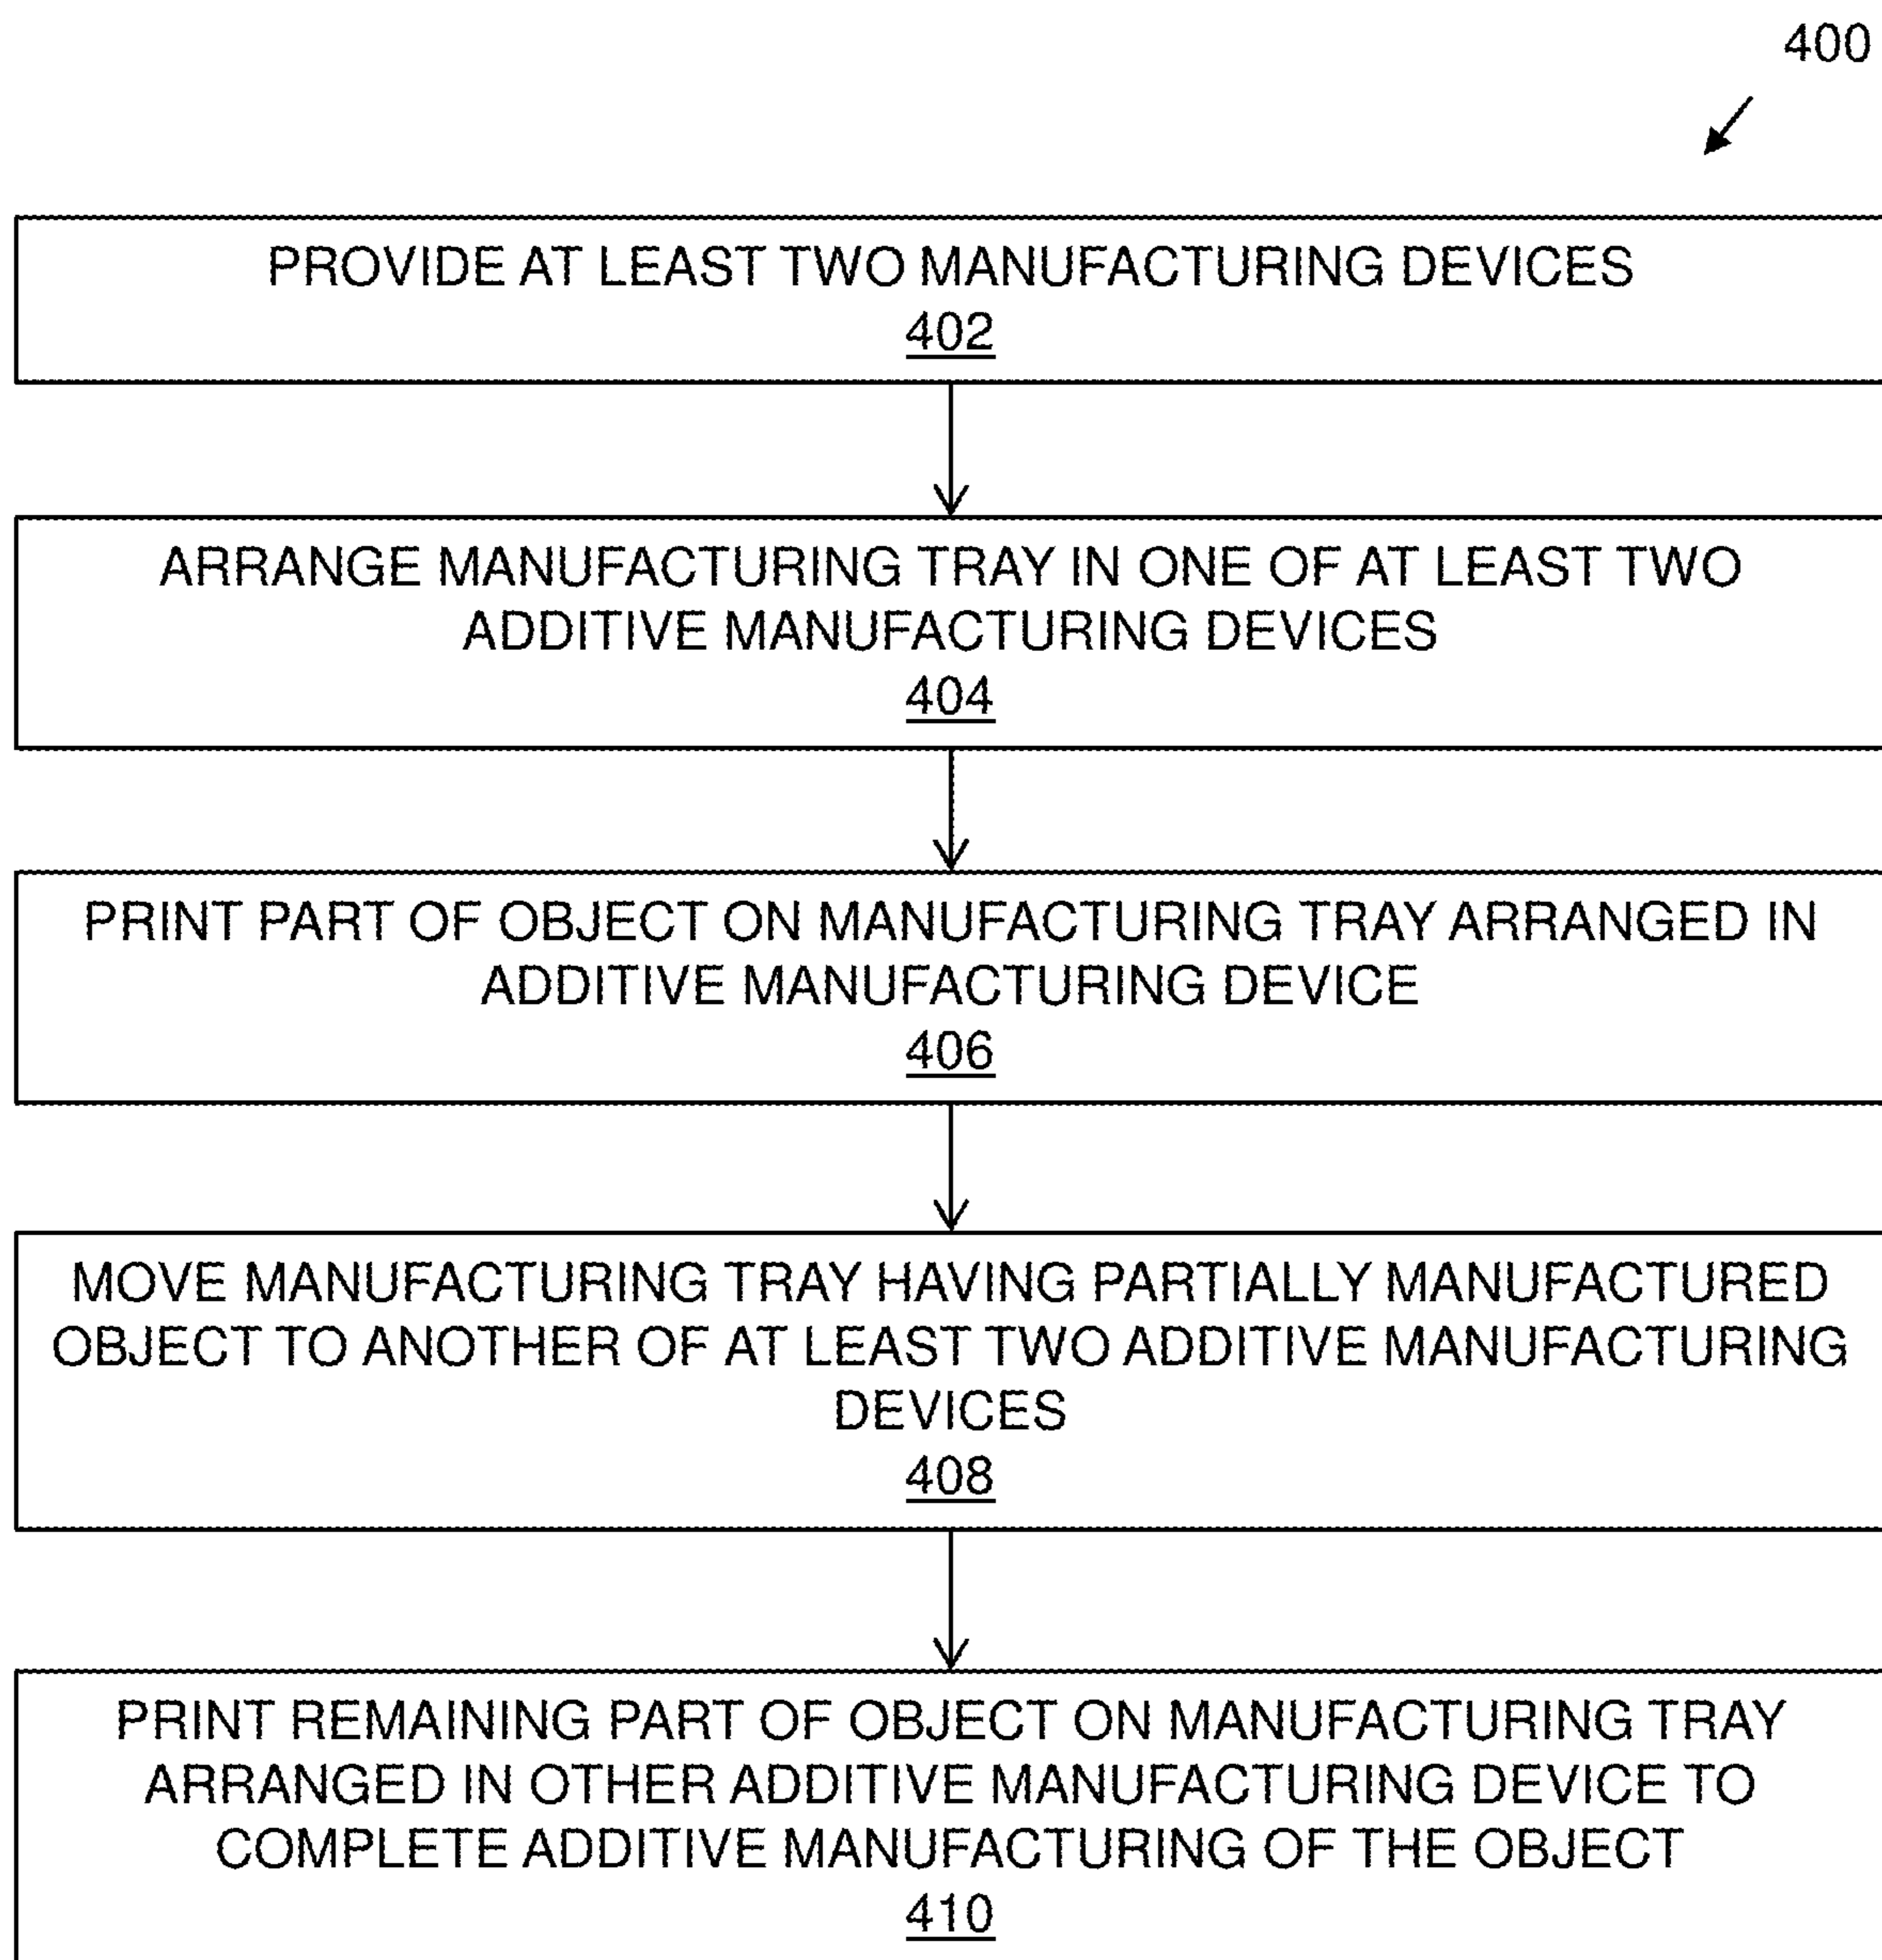 400
PROVIDE AT LEAST TWO MANUFACTURING DEVICES
402
ARRANGE MANUFACTURING TRAY IN ONE OF AT LEAST TWO
ADDITIVE MANUFACTURING DEVICES
404
PRINT PART OF OBJECT ON MANUFACTURING TRAY ARRANGED IN
ADDITIVE MANUFACTURING DEVICE
406
MOVE MANUFACTURING TRAY HAVING PARTIALLY MANUFACTURED
OBJECT TO ANOTHER OF AT LEAST TWO ADDITIVE MANUFACTURING
DEVICES
408
PRINT REMAINING PART OF OBJECT ON MANUFACTURING TRAY
ARRANGED IN OTHER ADDITIVE MANUFACTURING DEVICE TO
COMPLETE ADDITIVE MANUFACTURING OF THE OBJECT
410